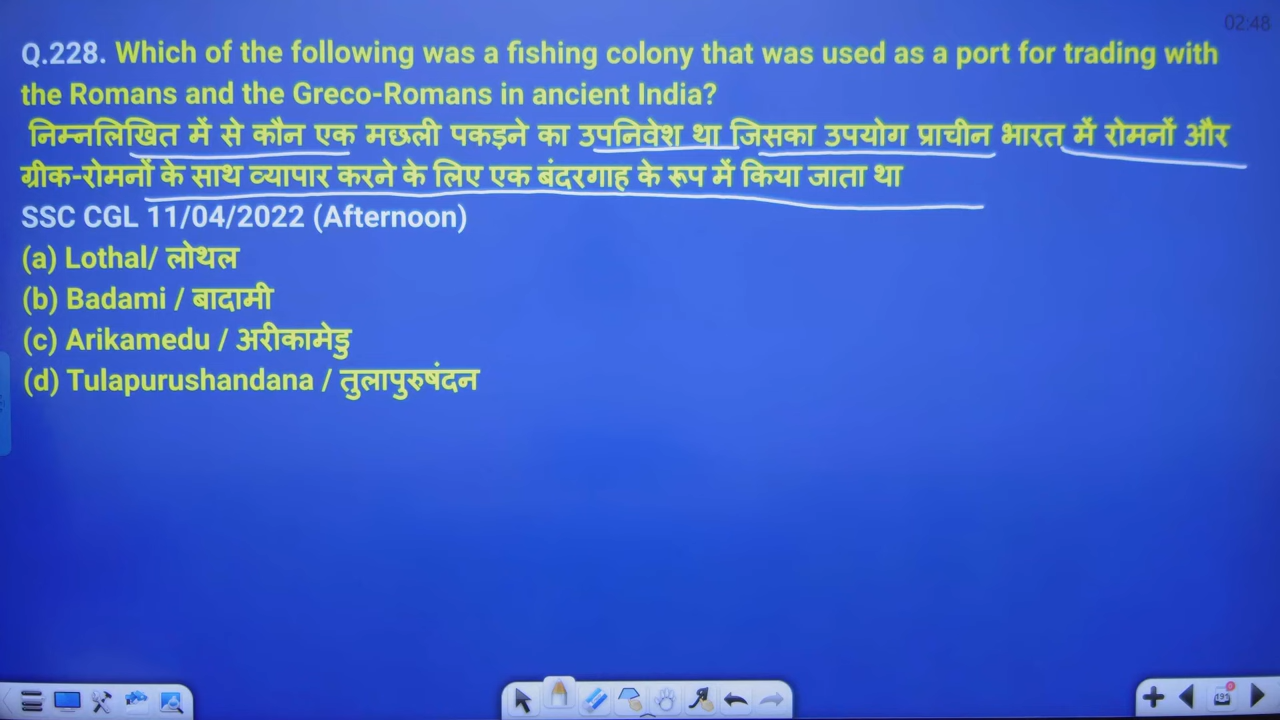 02:48
Q.228. Which of the following was a fishing colony that was used as a port for trading with
the Romans and the Greco-Romans in ancient India?
निम्नलिखित में से कौन एक मछली पकड़ने का उपनिवेश था जिसका उपयोग प्राचीन भारत में रोमनों और
ग्रीक-रोमनों के साथ व्यापार करने के लिए एक बंदरगाह के रूप में किया जाता था
SSC CGL 11/04/2022 (Afternoon)
(a) Lothal/ लोथल
(b) Badami / बादामी
(c) Arikamedu / अरीकामेडु
(d) Tulapurushandana / तुलापुरुषंदन
195